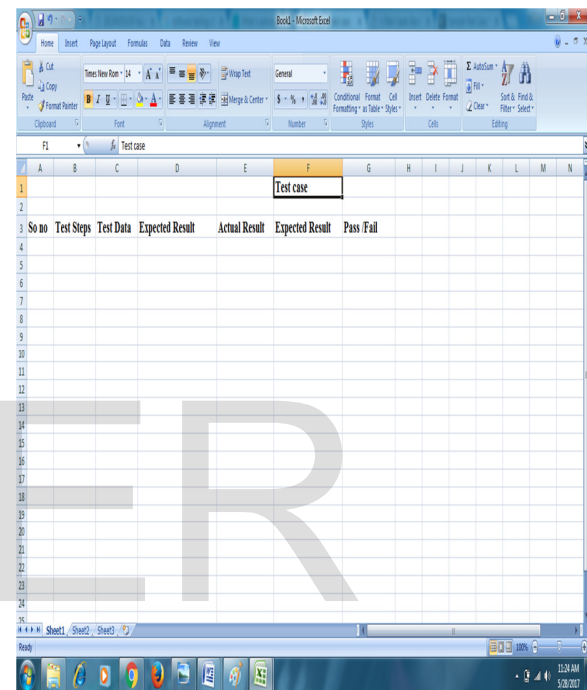 Book1 - Microsoft Excel
Home Insert Page Layout Formulas Data Review View
Paste
Cut
Copy
Format Painter
Clipboard
Times New Rom 14
B I U
Font
Wrap Text
Merge & Center
Alignment
General
$ % ,
Number
Conditional Formatting Format as Table Cell Styles
Styles
Insert Delete Format
Cells
Σ AutoSum
Fill
Clear
Sort & Filter Find & Select
Editing
F1 fx Test case
A B C D E F G H I J K L M N
1 Test case
2
3 So no Test Steps Test Data Expected Result Actual Result Expected Result Pass /Fail
4
5
6
7
8
9
10
11
12
13
14
15
16
17
18
19
20
21
22
23
24
25
ER
Sheet1 Sheet2 Sheet3
Ready 100%
11:24 AM
5/28/2017